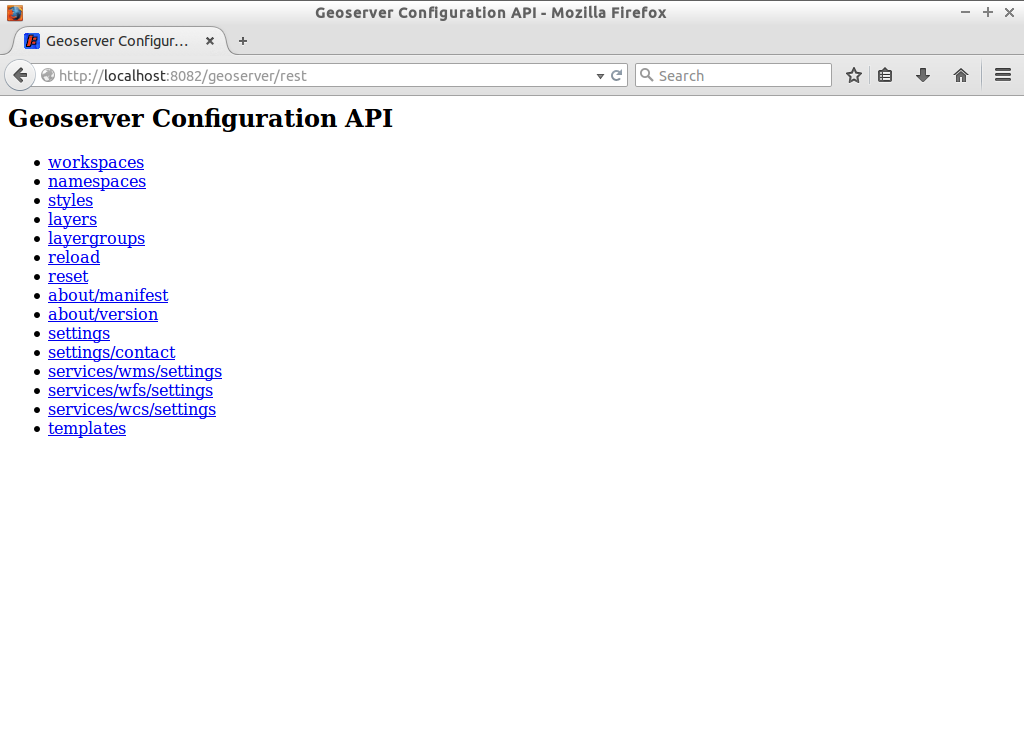 Geoserver Configuration API - Mozilla Firefox
Geoserver Configur...
http://localhost:8082/geoserver/rest
Search
Geoserver Configuration API
workspaces
namespaces
styles
layers
layergroups
reload
reset
about/manifest
about/version
settings
settings/contact
services/wms/settings
services/wfs/settings
services/wcs/settings
templates